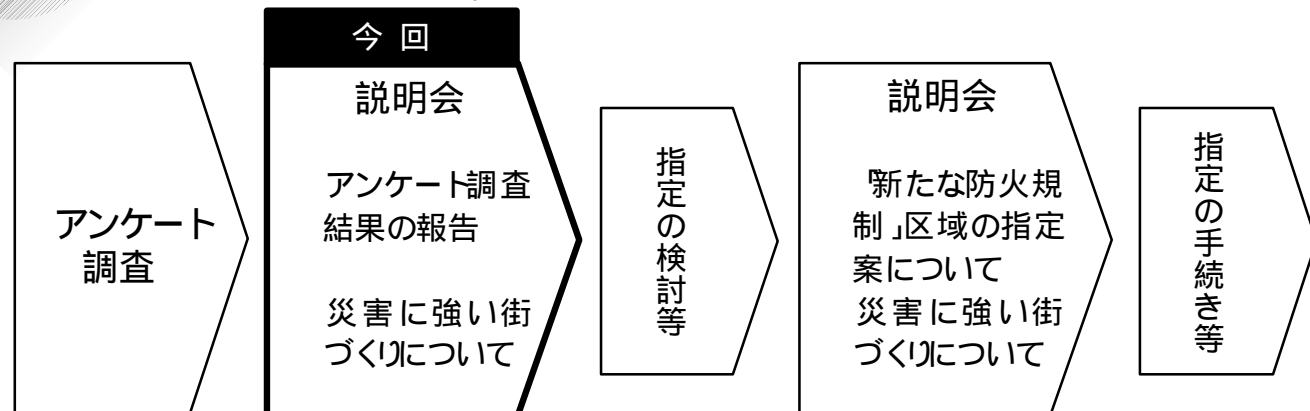 今回
アンケート
調査
説明会
アンケート調査
結果の報告
災害に強い街
づくりについて
指定の検討等
説明会
「新たな防火規
制」区域の指定
案について
災害に強い街
づくりについて
指定の手続き等